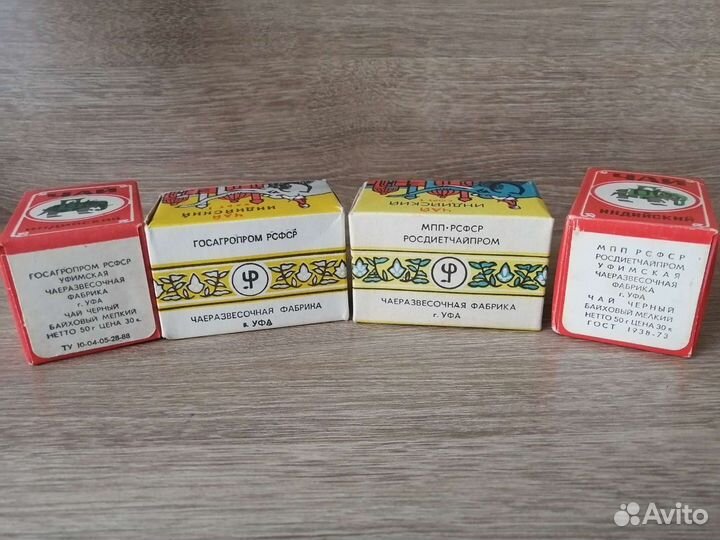 ЧАЙ
ИНДИЙСКИЙ
ГОСАГРОПРОМ РСФСР
УФИМСКАЯ
ЧАЕРАЗВЕСОЧНАЯ
ФАБРИКА
г. УФА
ЧАЙ ЧЕРНЫЙ
БАЙХОВЫЙ МЕЛКИЙ
НЕТТО 50 г ЦЕНА 30 к.
ТУ 10-04-05-28-88
ЧАЙ
ИНДИЙСКИЙ
ГОСАГРОПРОМ РСФСР
ЧАЕРАЗВЕСОЧНАЯ ФАБРИКА
г. УФА
ЧАЙ
ИНДИЙСКИЙ
МПП·РСФСР
РОСДИЕТЧАЙПРОМ
ЧАЕРАЗВЕСОЧНАЯ ФАБРИКА
г. УФА
ЧАЙ
ИНДИЙСКИЙ
МПП РСФСР
РОСДИЕТЧАЙПРОМ
УФИМСКАЯ
ЧАЕРАЗВЕСОЧНАЯ
ФАБРИКА
г. УФА
ЧАЙ ЧЕРНЫЙ
БАЙХОВЫЙ МЕЛКИЙ
НЕТТО 50 г ЦЕНА 30 к.
ГОСТ 1938-73
Avito